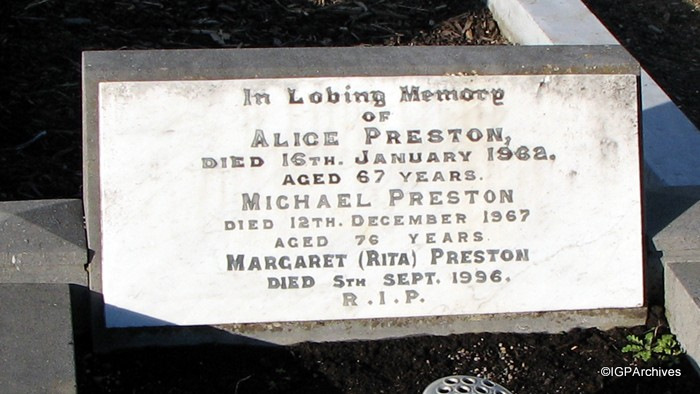 In Loving Memory
OF
ALICE PRESTON,
DIED 16TH. JANUARY 1962.
AGED 67 YEARS.
MICHAEL PRESTON
DIED 12TH. DECEMBER 1967
AGED 76 YEARS
MARGARET (RITA) PRESTON
DIED 5TH SEPT. 1996.
R.I.P.
©IGPArchives